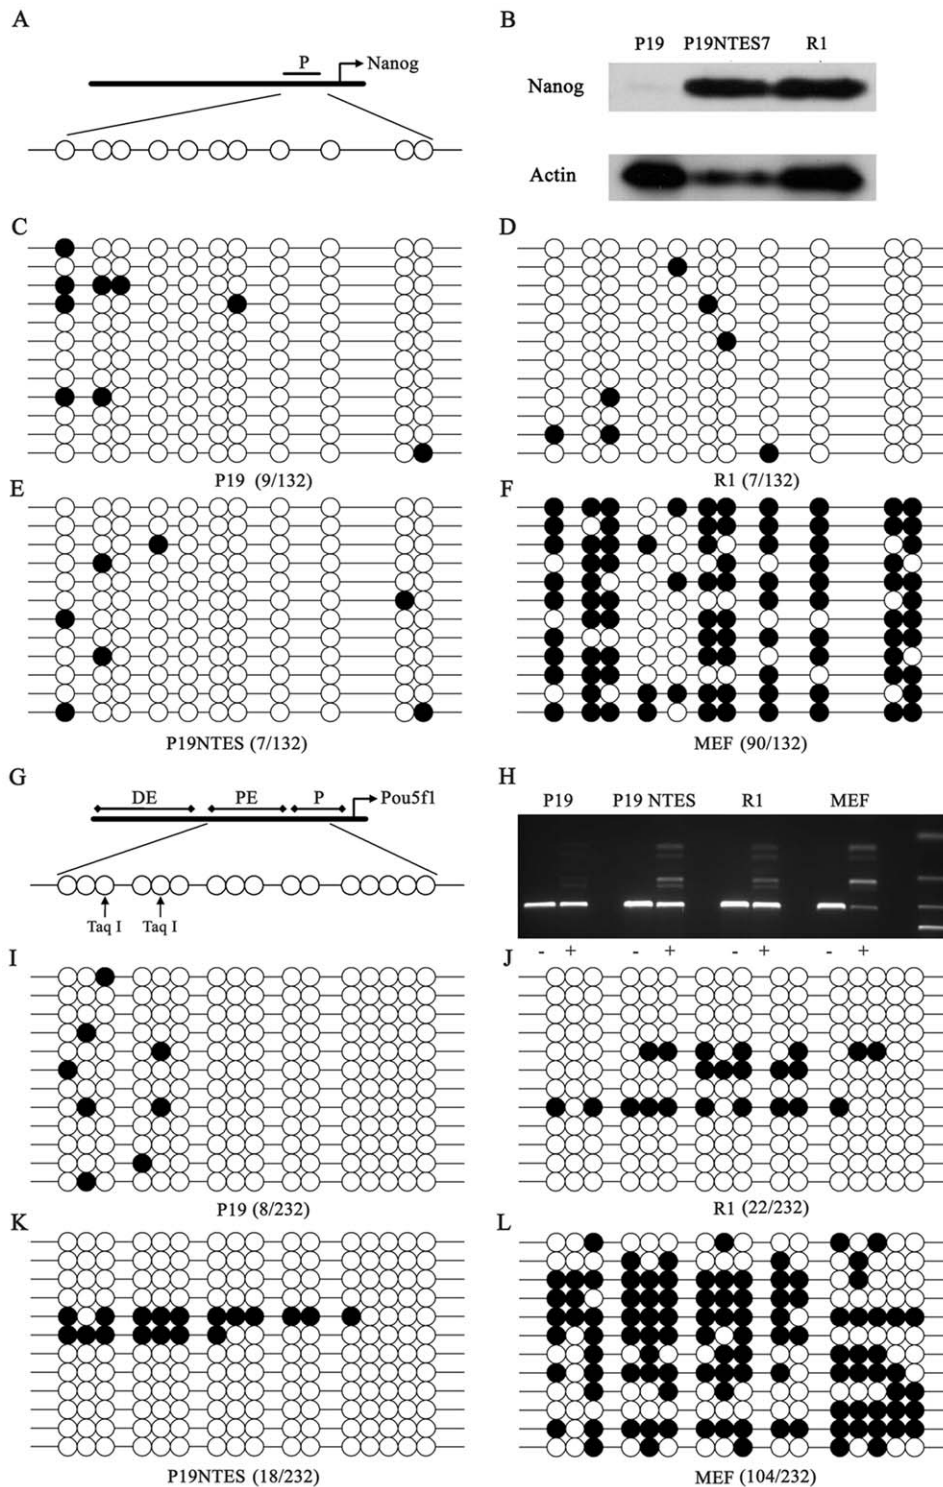 A
P
Nanog
B
P19 P19NTES7 R1
Nanog
Actin
C
P19 (9/132)
D
R1 (7/132)
E
P19NTES (7/132)
F
MEF (90/132)
G
DE PE P
Pou5f1
Taq I Taq I
H
P19 P19 NTES R1 MEF
- + - + - + - +
I
P19 (8/232)
J
R1 (22/232)
K
P19NTES (18/232)
L
MEF (104/232)